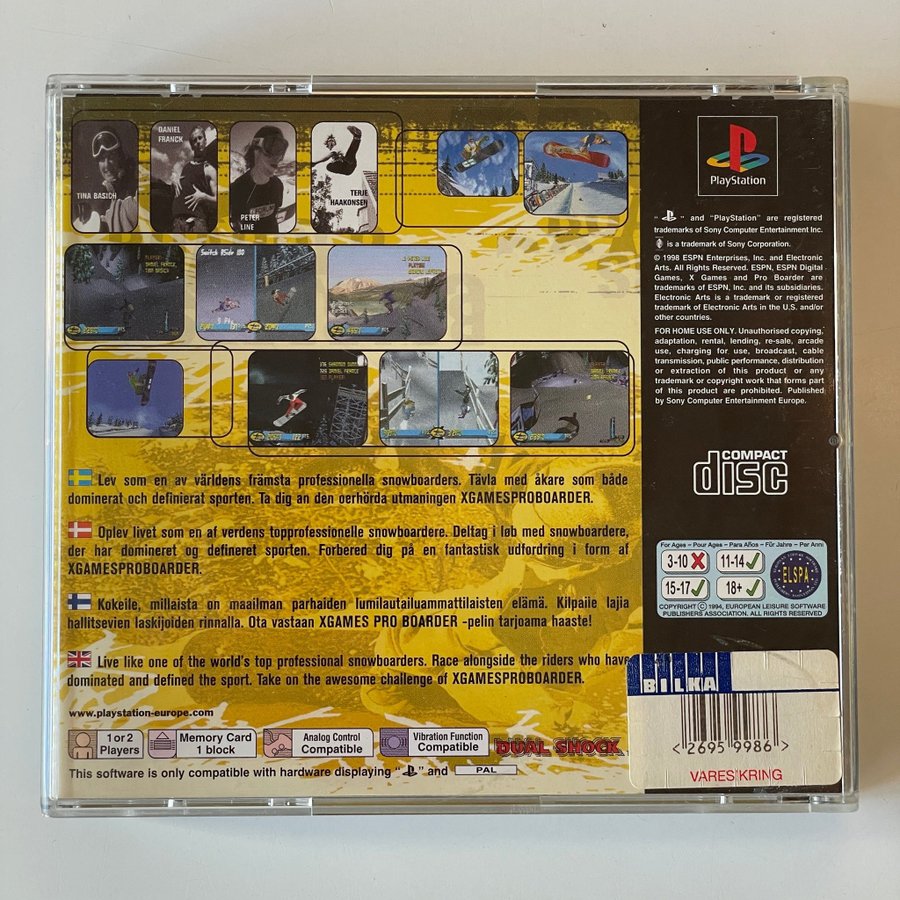 TINA BASICH
DANIEL
FRANCK
PETER
LINE
TERJE
HAAKONSEN
Switch
PlayStation
“ ” and “PlayStation” are registered
trademarks of Sony Computer Entertainment Inc.
is a trademark of Sony Corporation.
© 1998 ESPN Enterprises, Inc. and Electronic
Arts. All Rights Reserved. ESPN, ESPN Digital
Games, X Games and Pro Boarder are
trademarks of ESPN, Inc. and its subsidiaries.
Electronic Arts is a trademark or registered
trademark of Electronic Arts in the U.S. and/or
other countries.
FOR HOME USE ONLY. Unauthorised copying,
adaptation, rental, lending, re-sale, arcade
use, charging for use, broadcast, cable
transmission, public performance, distribution
or extraction of this product or any
trademark or copyright work that forms part
of this product are prohibited. Published
by Sony Computer Entertainment Europe.
COMPACT
disc
Lev som en av världens främsta professionella snowboarders. Tävla med åkare som både
dominerat och definierat sporten. Ta dig an den oerhörda utmaningen XGAMESPROBOARDER.
Oplev livet som en af verdens topprofessionelle snowboardere. Deltag i løb med snowboardere,
der har domineret og defineret sporten. Forbered dig på en fantastisk udfordring i form af
XGAMESPROBOARDER.
Kokeile, millaista on maailman parhaiden lumilautailuammattilaisten elämä. Kilpaile lajia
hallitsevien laskijoiden rinnalla. Ota vastaan XGAMES PRO BOARDER -pelin tarjoama haaste!
Live like one of the world's top professional snowboarders. Race alongside the riders who have
dominated and defined the sport. Take on the awesome challenge of XGAMESPROBOARDER.
For Ages – Pour Ages – Para Años – Für Jahre – Per Anni
3-10 11-14
15-17 18+
ELSPA
COPYRIGHT © 1994, EUROPEAN LEISURE SOFTWARE
PUBLISHERS ASSOCIATION. ALL RIGHTS RESERVED
BILKA
< 2695 9986 >
VARESIKRING
www.playstation-europe.com
1 or 2
Players
Memory Card
1 block
Analog Control
Compatible
Vibration Function
Compatible
DUAL SHOCK
This software is only compatible with hardware displaying “ ” and PAL